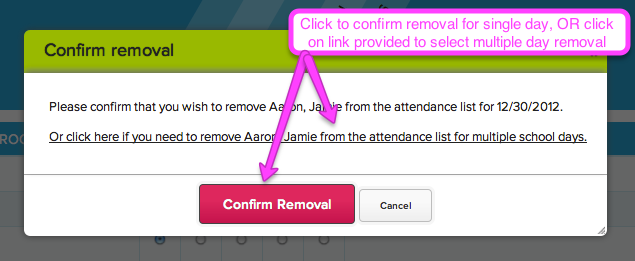 Click to confirm removal for single day, OR click
on link provided to select multiple day removal
Confirm removal
Please confirm that you wish to remove Aaron, Jamie from the attendance list for 12/30/2012.
Or click here if you need to remove Aaron, Jamie from the attendance list for multiple school days.
ROO
Confirm Removal
Cancel